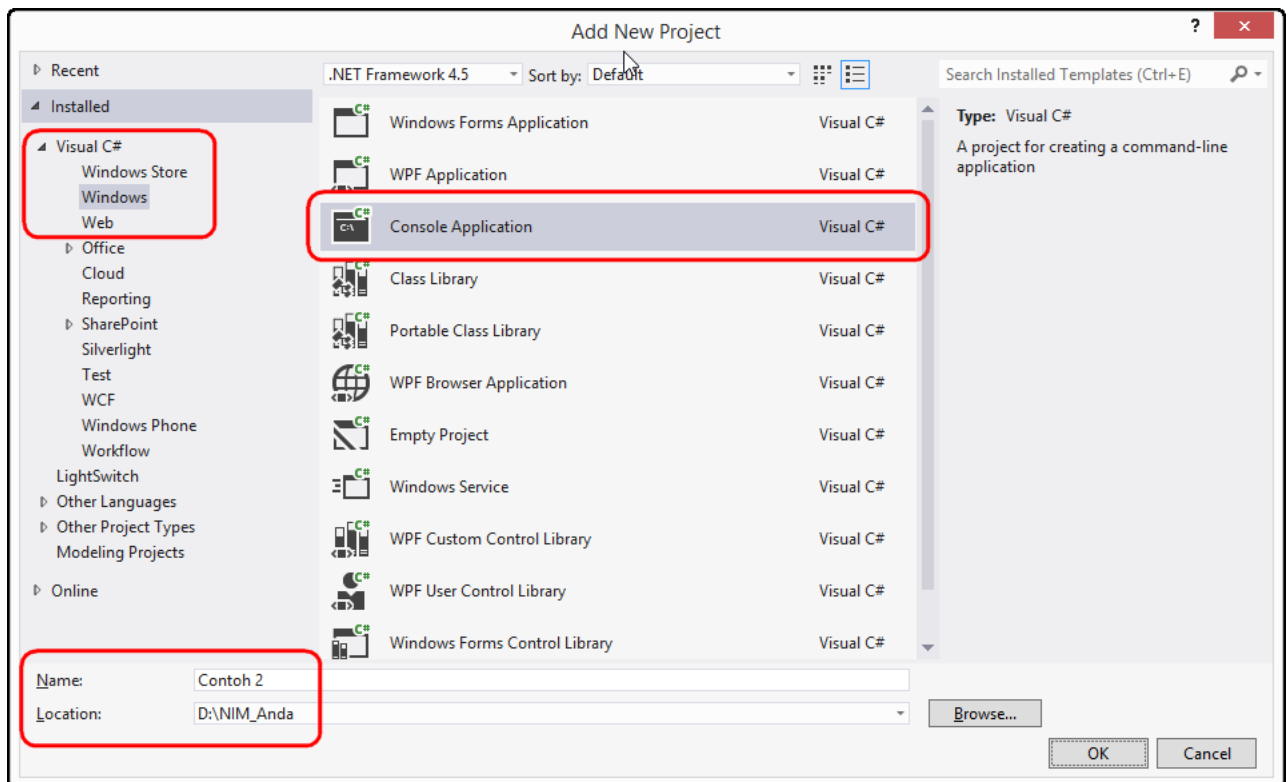 Add New Project
?
Recent
.NET Framework 4.5
Sort by: Default
Search Installed Templates (Ctrl+E)
Installed
Visual C#
Windows Store
Windows
Web
Office
Cloud
Reporting
SharePoint
Silverlight
Test
WCF
Windows Phone
Workflow
LightSwitch
Other Languages
Other Project Types
Modeling Projects
Online
C# Windows Forms Application Visual C#
C# WPF Application Visual C#
C# C:\ Console Application Visual C#
C# Class Library Visual C#
C# Portable Class Library Visual C#
C# WPF Browser Application Visual C#
C# Empty Project Visual C#
C# Windows Service Visual C#
C# WPF Custom Control Library Visual C#
C# WPF User Control Library Visual C#
C# Windows Forms Control Library Visual C#
Type: Visual C#
A project for creating a command-line
application
Name: Contoh 2
Location: D:\NIM_Anda
Browse...
OK Cancel